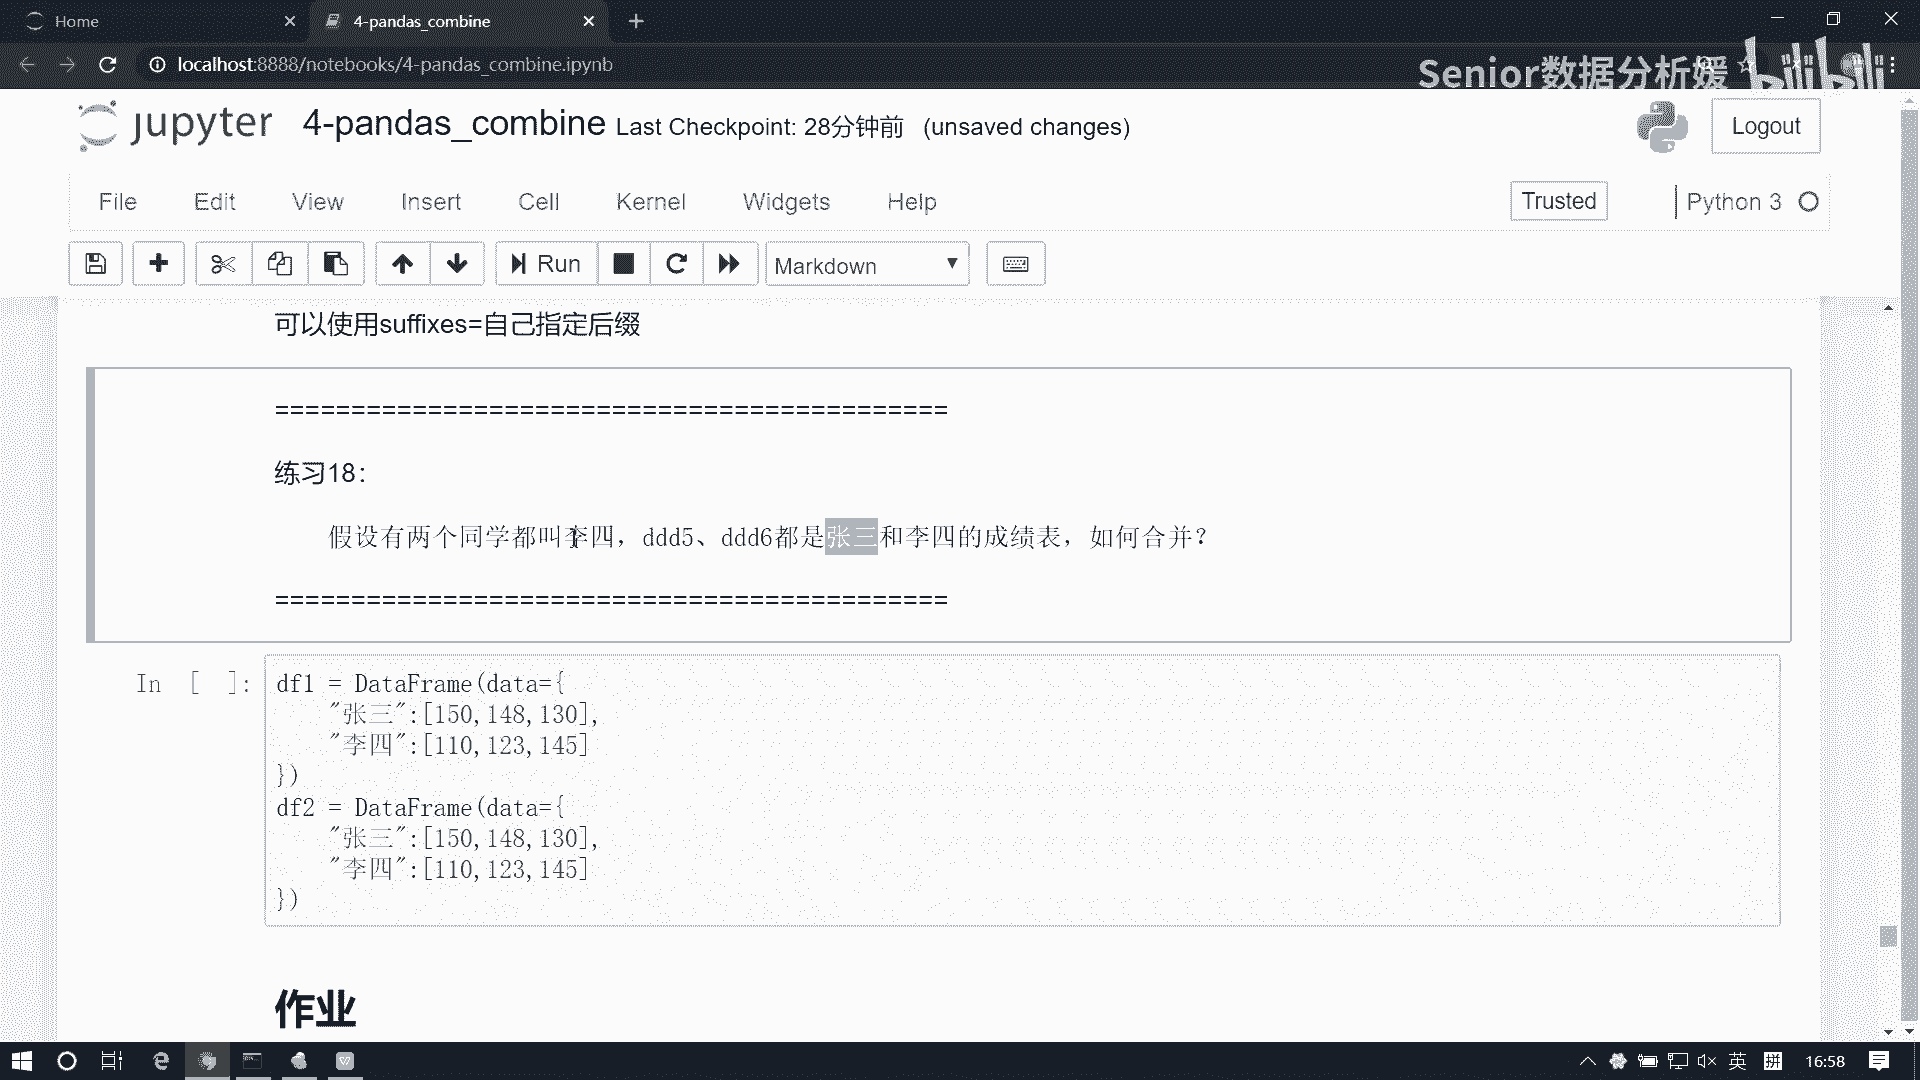 Home
4-pandas_combine
localhost:8888/notebooks/4-pandas_combine.ipynb
Senior数据分析媛
bilibili
jupyter 4-pandas_combine Last Checkpoint: 28分钟前 (unsaved changes)
Logout
File Edit View Insert Cell Kernel Widgets Help
Trusted
Python 3
Run
Markdown
可以使用suffixes=自己指定后缀
============================================
练习18：
假设有两个同学都叫李四，ddd5、ddd6都是张三和李四的成绩表，如何合并？
============================================
In [ ]:
df1 = DataFrame(data={
"张三":[150,148,130],
"李四":[110,123,145]
})
df2 = DataFrame(data={
"张三":[150,148,130],
"李四":[110,123,145]
})
作业
英
拼
16:58